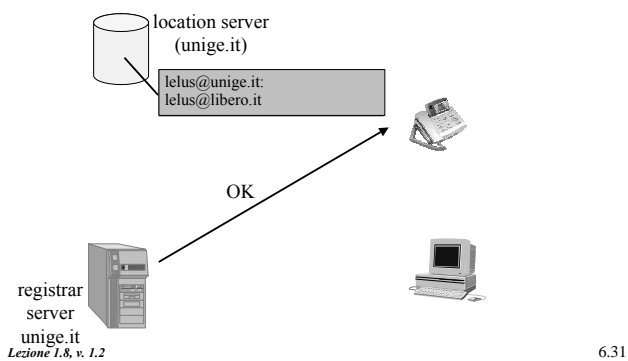 location server
(unige.it)
lelus@unige.it:
lelus@libero.it
OK
registrar
server
unige.it
Lezione 1.8, v. 1.2
6.31